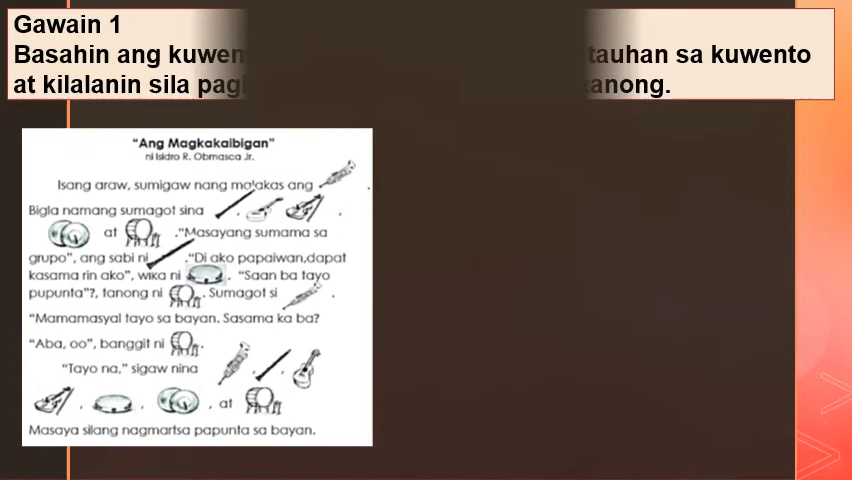 Gawain 1
Basahin ang kuwen tauhan sa kuwento
at kilalanin sila pag anong.
"Ang Magkakaibigan"
ni Isidro R. Obmasca Jr.
Isang araw, sumigaw nang malakas ang .
Bigla namang sumagot sina , .
at . "Masayang sumama sa
grupo", ang sabi ni . "Di ako papaiwan,dapat
kasama rin ako", wika ni . "Saan ba tayo
pupunta"?, tanong ni . Sumagot si .
"Mamamasyal tayo sa bayan. Sasama ka ba?
"Aba, oo", banggit ni .
"Tayo na," sigaw nina , ,
, , , at
Masaya silang nagmartsa papunta sa bayan.